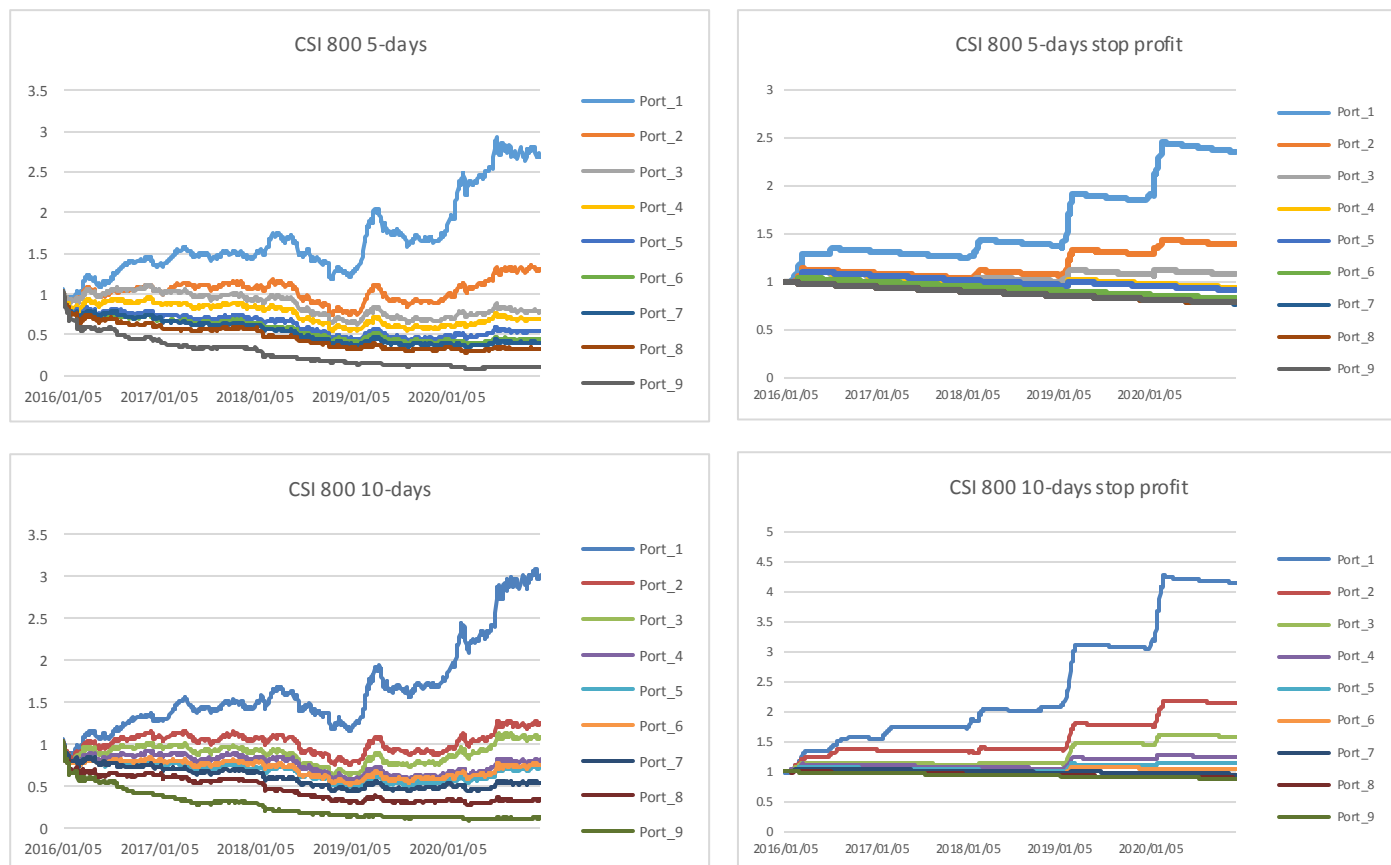 CSI 800 5-days
3.5
3
2.5
2
1.5
1
0.5
0
2016/01/05
2017/01/05
2018/01/05
2019/01/05
2020/01/05
Port_1
Port_2
Port_3
Port_4
Port_5
Port_6
Port_7
Port_8
Port_9
CSI 800 5-days stop profit
3
2.5
2
1.5
1
0.5
0
2016/01/05
2017/01/05
2018/01/05
2019/01/05
2020/01/05
Port_1
Port_2
Port_3
Port_4
Port_5
Port_6
Port_7
Port_8
Port_9
CSI 800 10-days
3.5
3
2.5
2
1.5
1
0.5
0
2016/01/05
2017/01/05
2018/01/05
2019/01/05
2020/01/05
Port_1
Port_2
Port_3
Port_4
Port_5
Port_6
Port_7
Port_8
Port_9
CSI 800 10-days stop profit
5
4.5
4
3.5
3
2.5
2
1.5
1
0.5
0
2016/01/05
2017/01/05
2018/01/05
2019/01/05
2020/01/05
Port_1
Port_2
Port_3
Port_4
Port_5
Port_6
Port_7
Port_8
Port_9